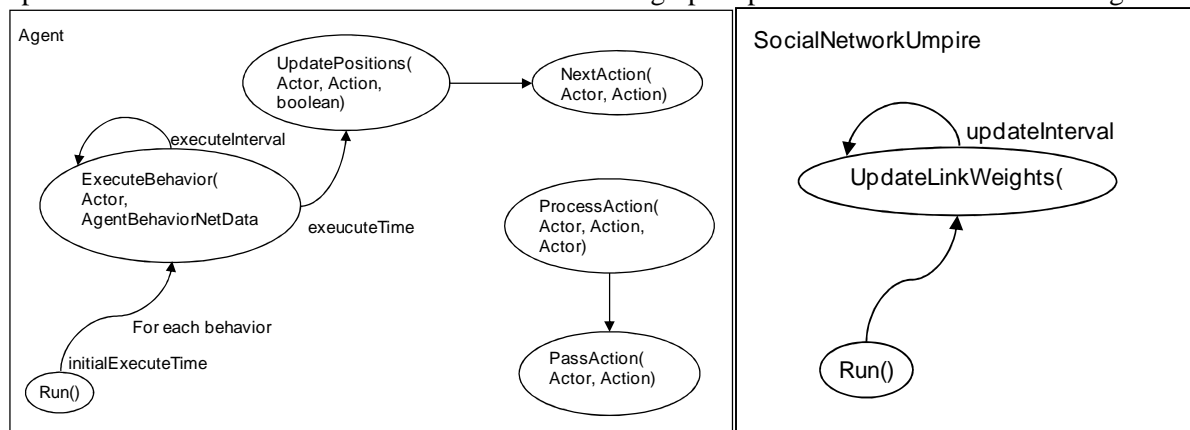 Agent
UpdatePositions(
Actor, Action,
boolean)
NextAction(
Actor, Action)
executeInterval
ExecuteBehavior(
Actor,
AgentBehaviorNetData
exeucuteTime
ProcessAction(
Actor, Action,
Actor)
For each behavior
initialExecuteTime
Run()
PassAction(
Actor, Action)
SocialNetworkUmpire
updateInterval
UpdateLinkWeights(
Run()